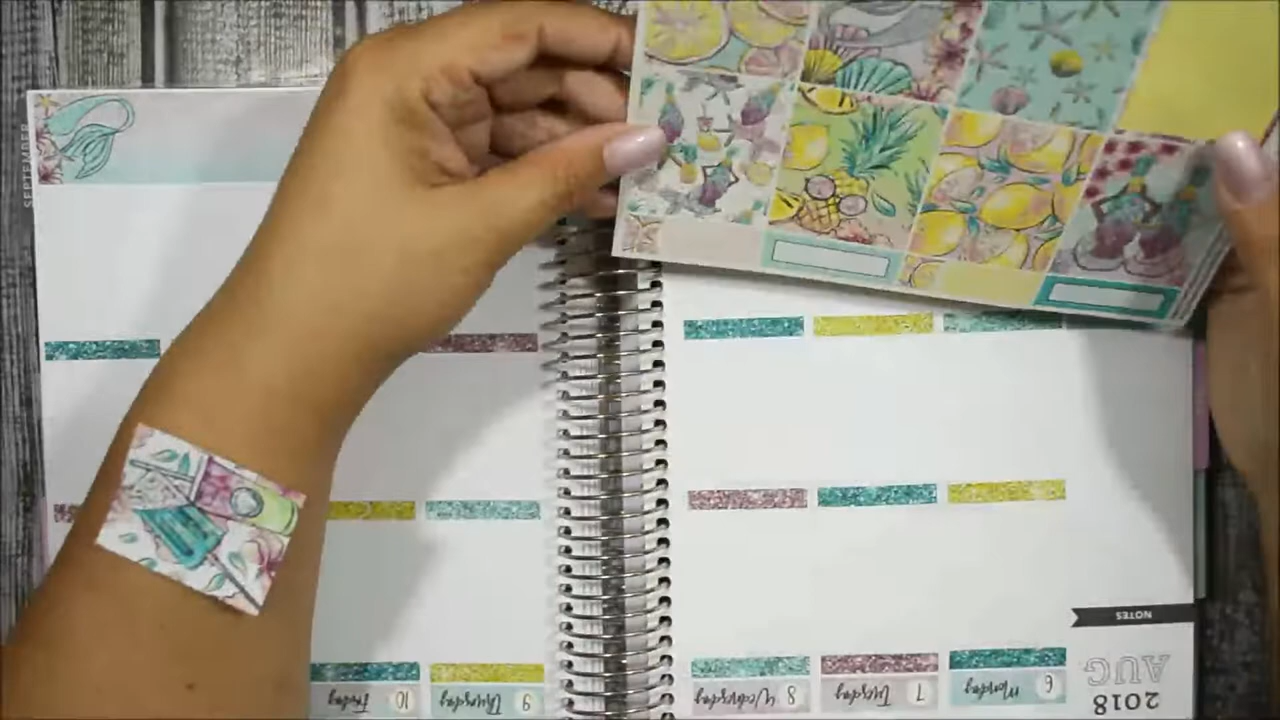 SEPTEMBER
NOTES
AUG
2018
Monday 6
Tuesday 7
Wednesday 8
Thursday 9
Friday 10